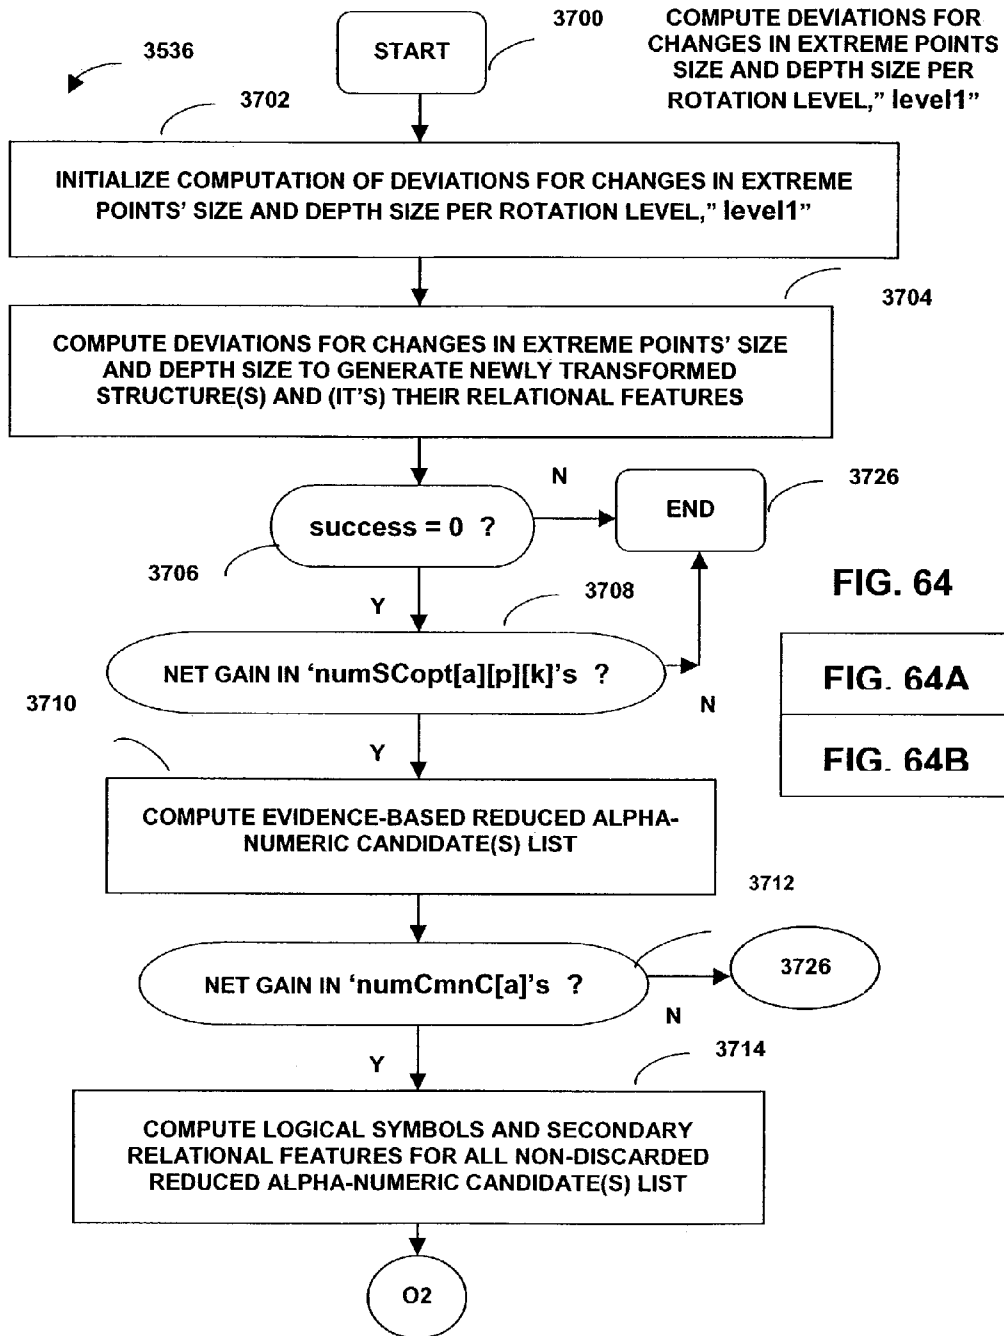 3700
COMPUTE DEVIATIONS FOR
CHANGES IN EXTREME POINTS
SIZE AND DEPTH SIZE PER
ROTATION LEVEL,” level1”
3536
START
3702
INITIALIZE COMPUTATION OF DEVIATIONS FOR CHANGES IN EXTREME
POINTS’ SIZE AND DEPTH SIZE PER ROTATION LEVEL,” level1”
3704
COMPUTE DEVIATIONS FOR CHANGES IN EXTREME POINTS’ SIZE
AND DEPTH SIZE TO GENERATE NEWLY TRANSFORMED
STRUCTURE(S) AND (IT’S) THEIR RELATIONAL FEATURES
N
3726
END
success = 0 ?
3706
Y
3708
FIG. 64
NET GAIN IN ‘numSCopt[a][p][k]’s ?
N
FIG. 64A
FIG. 64B
3710
Y
COMPUTE EVIDENCE-BASED REDUCED ALPHA-
NUMERIC CANDIDATE(S) LIST
3712
NET GAIN IN ‘numCmnC[a]’s ?
3726
N
Y
3714
COMPUTE LOGICAL SYMBOLS AND SECONDARY
RELATIONAL FEATURES FOR ALL NON-DISCARDED
REDUCED ALPHA-NUMERIC CANDIDATE(S) LIST
O2